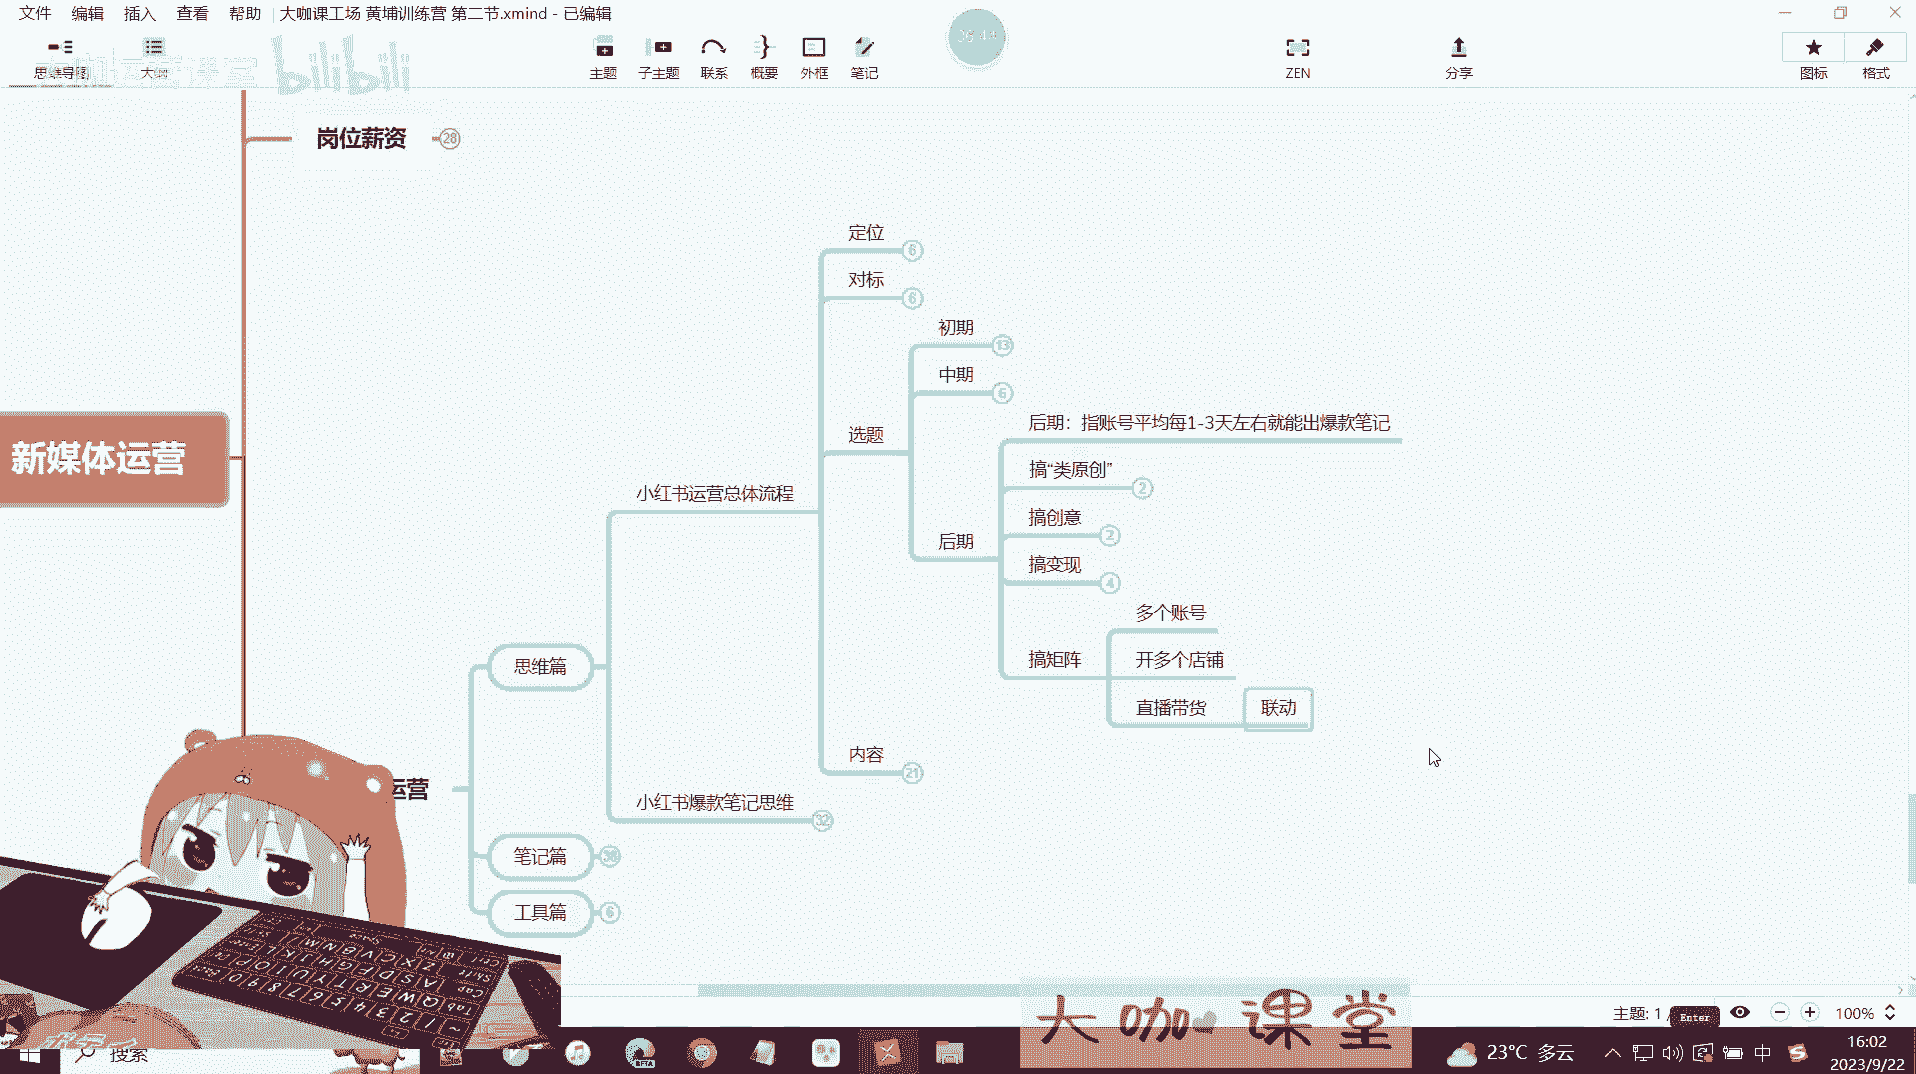 文件 编辑 插入 查看 帮助 大咖课工场 黄埔训练营 第二节.xmind - 已编辑
思维导图 大纲 主题 子主题 联系 概要 外框 笔记 ZEN 分享 图标 格式
bilibili
岗位薪资 28
定位 6
对标 6
初期 13
中期 6
后期：指账号平均每1-3天左右就能出爆款笔记
选题
新媒体运营
搞“类原创” 2
小红书运营总体流程
搞创意 2
后期
搞变现 4
多个账号
思维篇
搞矩阵
开多个店铺
直播带货 联动
内容 21
运营
小红书爆款笔记思维 32
笔记篇
工具篇 6
大咖课堂
主题: 1 Enter 100%
搜索
BETA
23°C 多云
中
16:02
2023/9/22